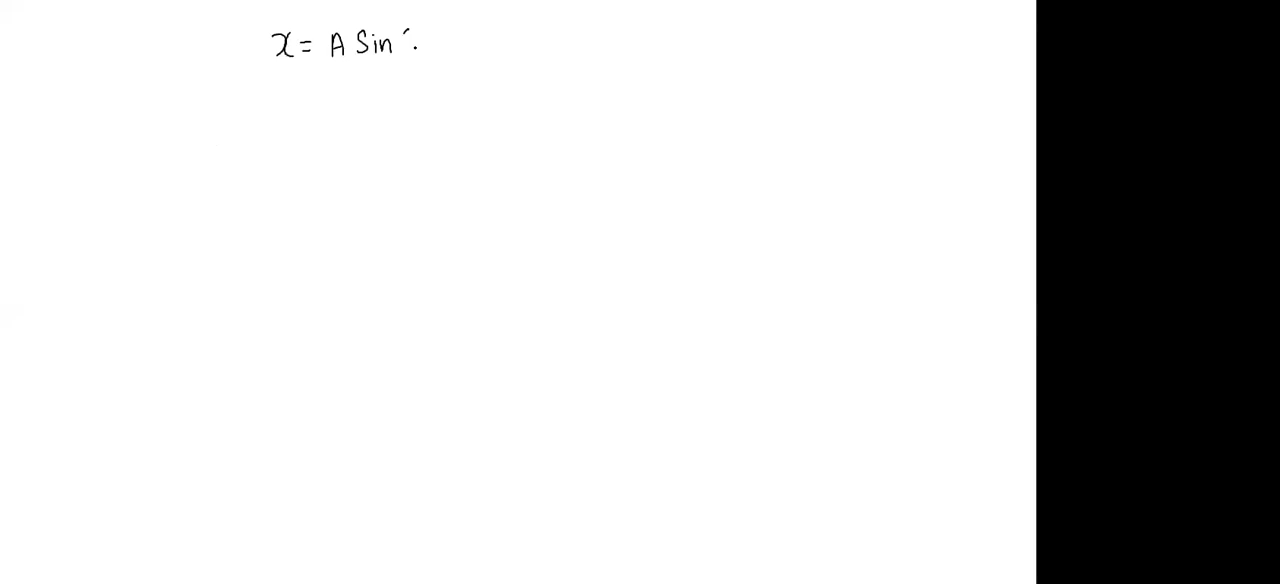 x = A Sin